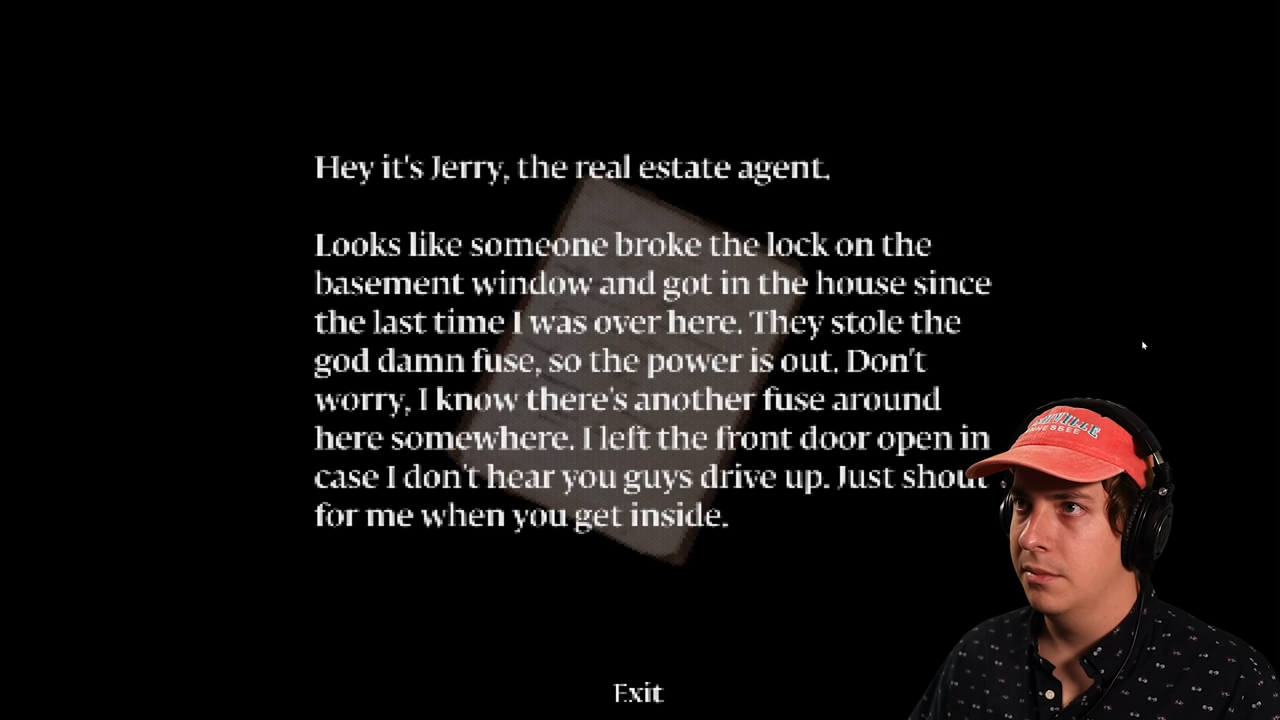 Hey it's Jerry, the real estate agent.
Looks like someone broke the lock on the
basement window and got in the house since
the last time I was over here. They stole the
god damn fuse, so the power is out. Don't
worry, I know there's another fuse around
here somewhere. I left the front door open in
case I don't hear you guys drive up. Just shout
for me when you get inside.
NASHVILLE
TENNESSEE
Exit